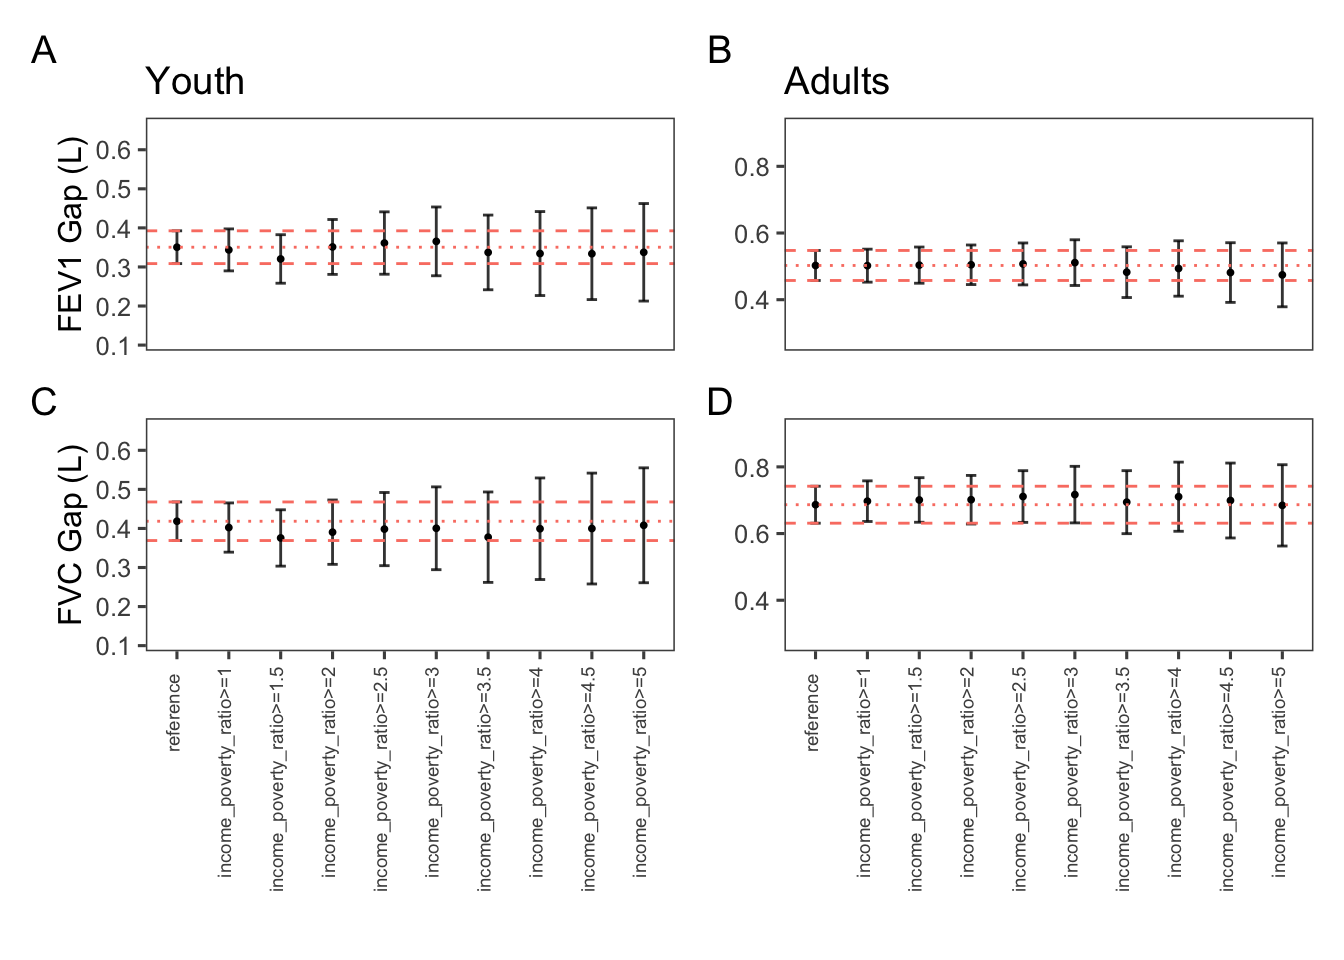 A
Youth
FEV1 Gap (L)
0.6
0.5
0.4
0.3
0.2
0.1
B
Adults
0.8
0.6
0.4
C
FVC Gap (L)
0.6
0.5
0.4
0.3
0.2
0.1
reference
income_poverty_ratio>=1
income_poverty_ratio>=1.5
income_poverty_ratio>=2
income_poverty_ratio>=2.5
income_poverty_ratio>=3
income_poverty_ratio>=3.5
income_poverty_ratio>=4
income_poverty_ratio>=4.5
income_poverty_ratio>=5
D
0.8
0.6
0.4
reference
income_poverty_ratio>=1
income_poverty_ratio>=1.5
income_poverty_ratio>=2
income_poverty_ratio>=2.5
income_poverty_ratio>=3
income_poverty_ratio>=3.5
income_poverty_ratio>=4
income_poverty_ratio>=4.5
income_poverty_ratio>=5